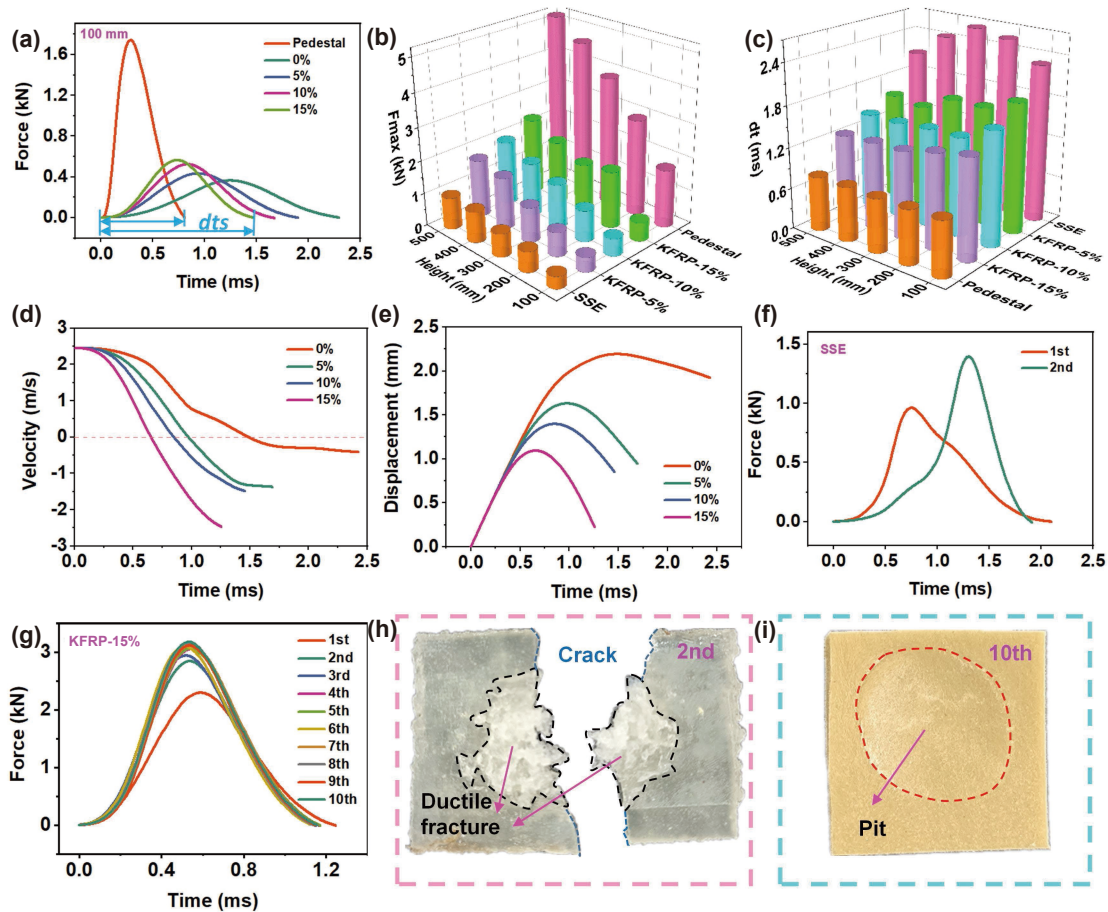 (a)
100 mm
Force (kN)
1.6
1.2
0.8
0.4
0.0
Pedestal
0%
5%
10%
15%
dts
0.0 0.5 1.0 1.5 2.0 2.5
Time (ms)
(b)
Fmax (kN)
5
4
3
2
1
0
500 400 300 200 100
Height (mm)
SSE
KFRP-5%
KFRP-10%
KFRP-15%
Pedestal
(c)
dt (ms)
2.4
1.8
1.2
0.6
0.0
500 400 300 200 100
Height (mm)
Pedestal
KFRP-15%
KFRP-10%
KFRP-5%
SSE
(d)
Velocity (m/s)
3
2
1
0
-1
-2
-3
0%
5%
10%
15%
0.0 0.5 1.0 1.5 2.0 2.5
Time (ms)
(e)
Displacement (mm)
2.5
2.0
1.5
1.0
0.5
0.0
0%
5%
10%
15%
0.0 0.5 1.0 1.5 2.0 2.5
Time (ms)
(f)
SSE
Force (kN)
1.5
1.0
0.5
0.0
1st
2nd
0.0 0.5 1.0 1.5 2.0 2.5
Time (ms)
(g)
KFRP-15%
Force (kN)
3
2
1
0
1st
2nd
3rd
4th
5th
6th
7th
8th
9th
10th
0.0 0.4 0.8 1.2
Time (ms)
(h)
Crack
2nd
Ductile
fracture
(i)
10th
Pit